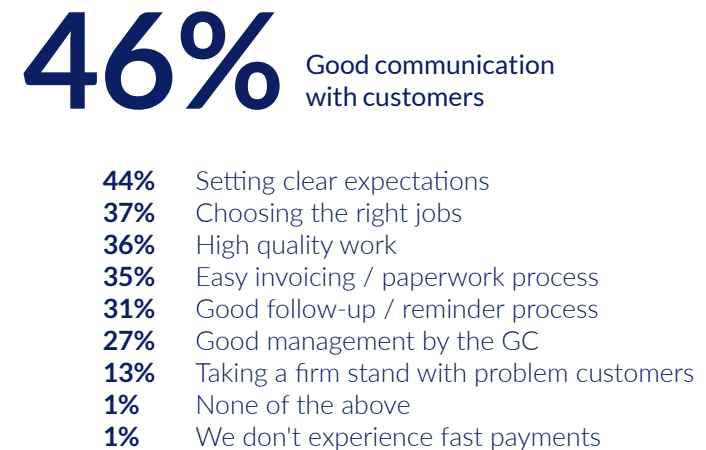 46%
Good communication
with customers
44% Setting clear expectations
37% Choosing the right jobs
36% High quality work
35% Easy invoicing / paperwork process
31% Good follow-up / reminder process
27% Good management by the GC
13% Taking a firm stand with problem customers
1% None of the above
1% We don't experience fast payments